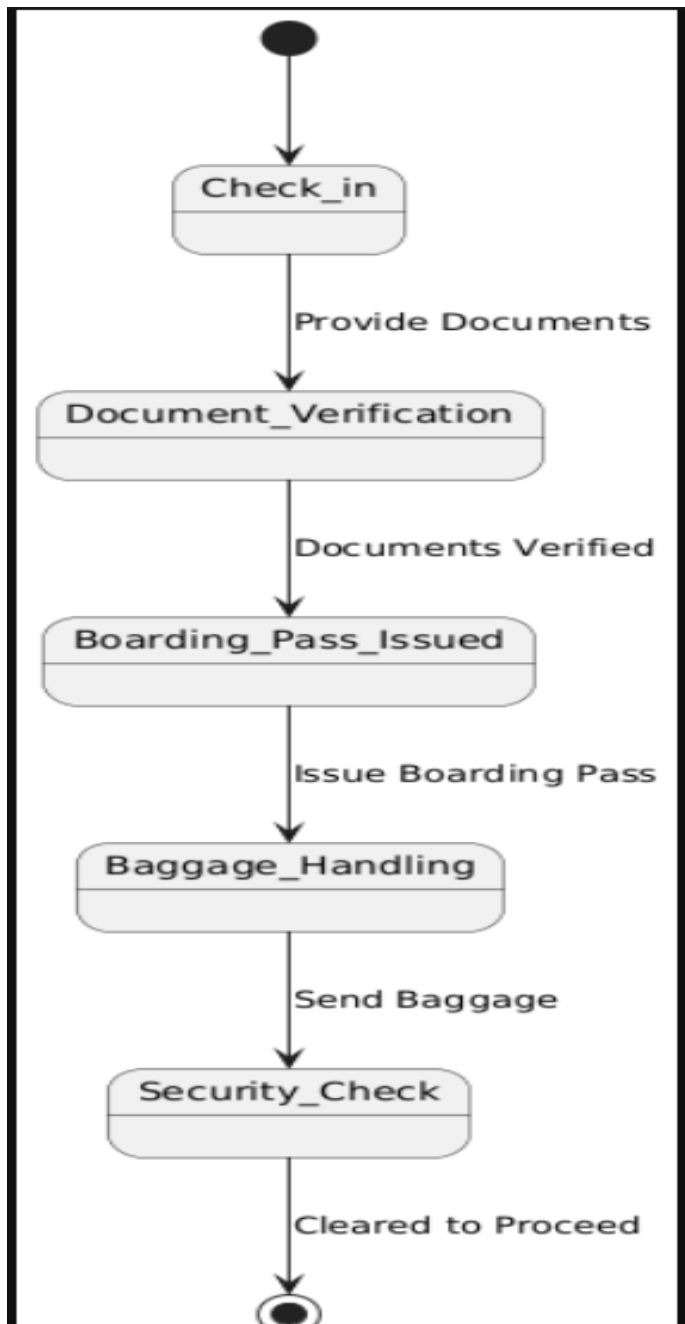 Check_in
Provide Documents
Document_Verification
Documents Verified
Boarding_Pass_Issued
Issue Boarding Pass
Baggage_Handling
Send Baggage
Security_Check
Cleared to Proceed